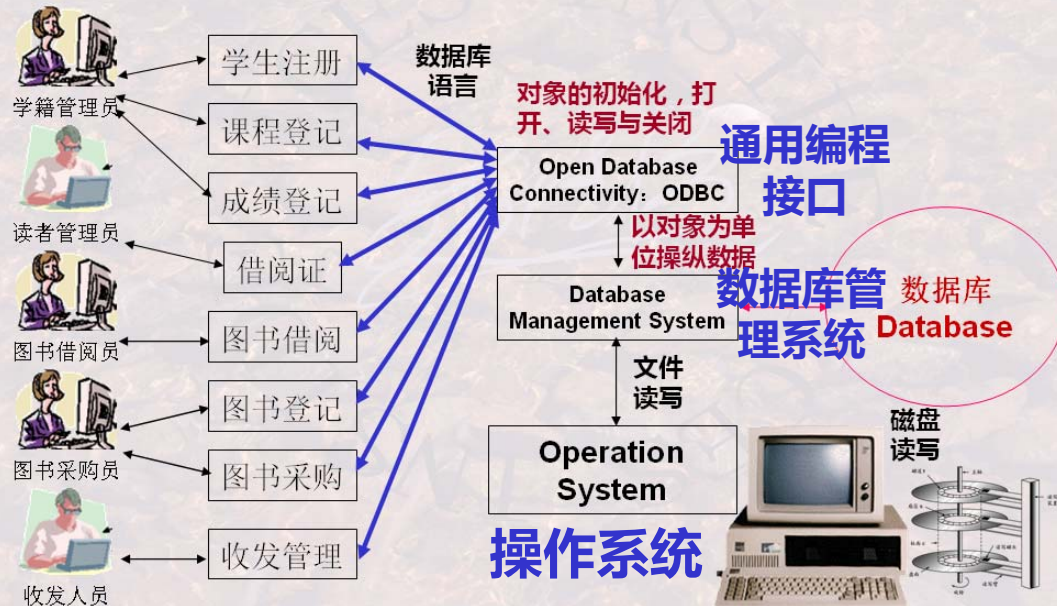 学籍管理员
读者管理员
图书借阅员
图书采购员
收发人员
学生注册
课程登记
成绩登记
借阅证
图书借阅
图书登记
图书采购
收发管理
数据库
语言
对象的初始化，打
开、读写与关闭
Open Database
Connectivity：ODBC
通用编程
接口
以对象为单
位操纵数据
Database
Management System
数据库管
理系统
数据库
Database
文件
读写
Operation
System
操作系统
磁盘
读写